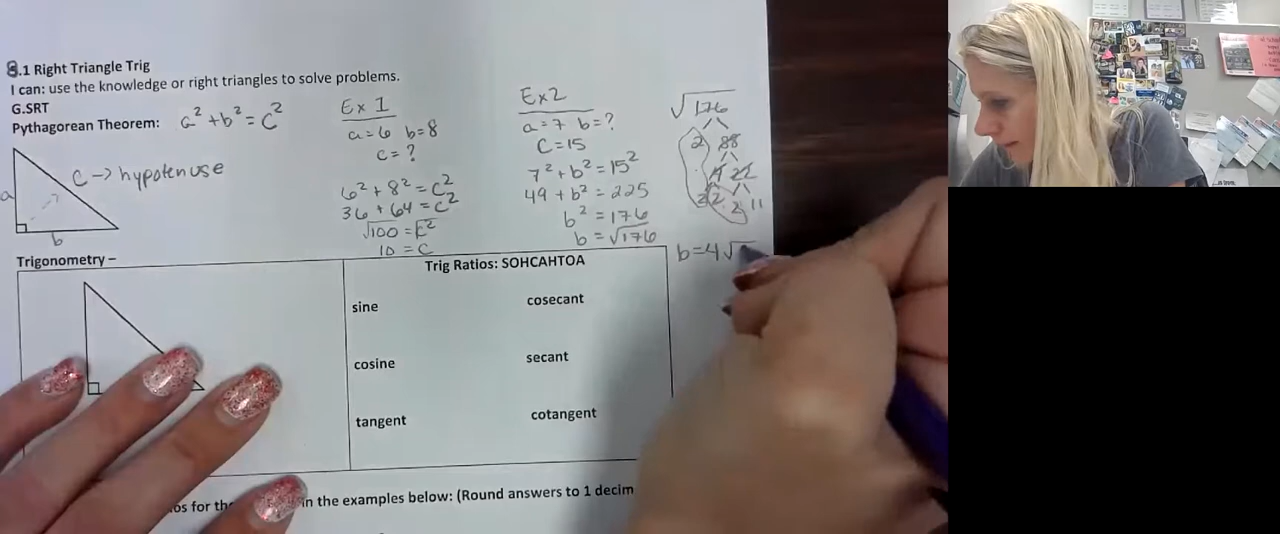 8.1 Right Triangle Trig
I can: use the knowledge or right triangles to solve problems.
G.SRT
Pythagorean Theorem: a² + b² = c²
a
b
c → hypotenuse
Ex 1
a=6 b=8
c=?
6² + 8² = c²
36 + 64 = c²
√100 = √c²
10 = c
Ex 2
a=7 b=?
c=15
7² + b² = 15²
49 + b² = 225
b² = 176
b = √176
√176
2 88
4 22
2 2 2 11
b=4√
Trigonometry –
Trig Ratios: SOHCAHTOA
sine cosecant
cosine secant
tangent cotangent
in the examples below: (Round answers to 1 decim